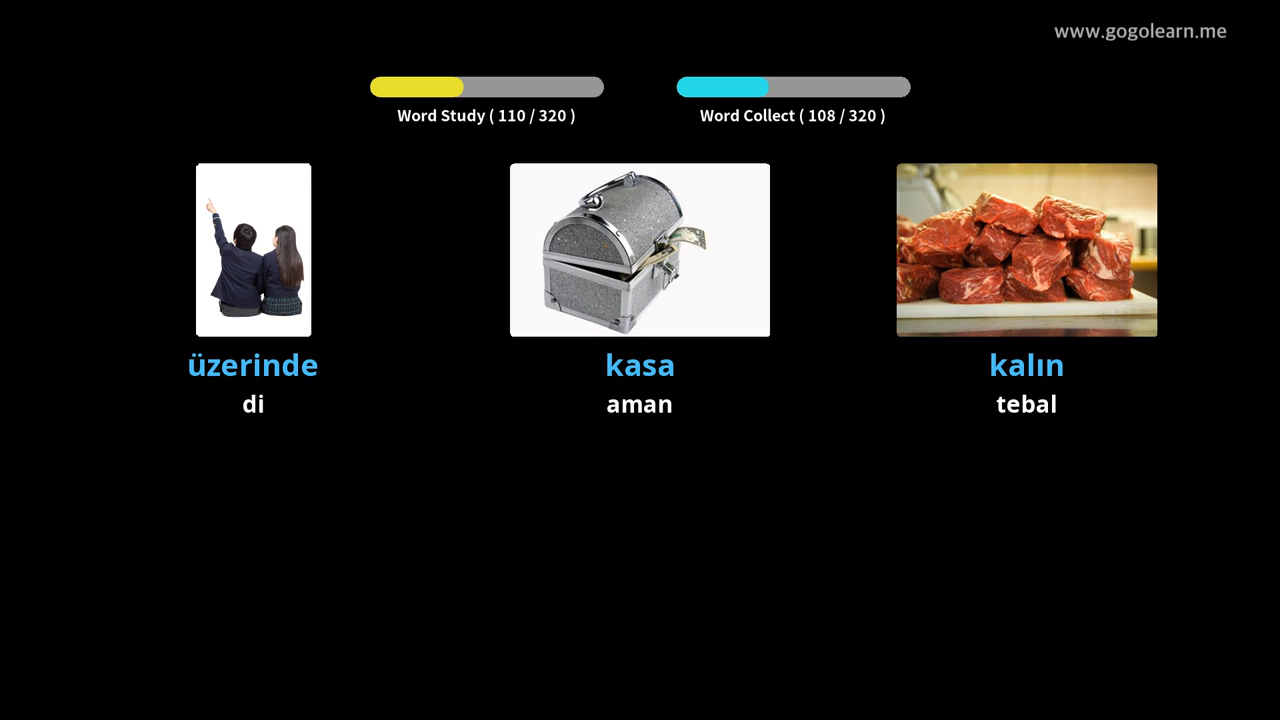 www.gogolearn.me
Word Study ( 110 / 320 )
Word Collect ( 108 / 320 )
üzerinde
kasa
kalın
di
aman
tebal